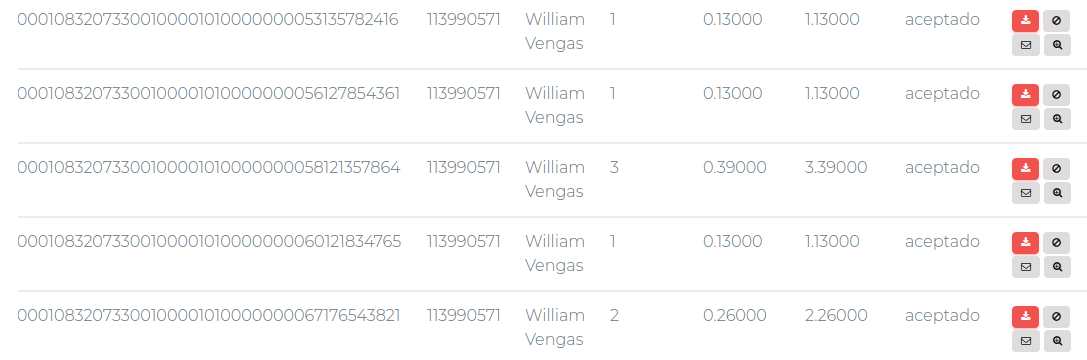 00010832073300100001010000000053135782416 113990571 William 1 0.13000 1.13000 aceptado
Vengas
00010832073300100001010000000056127854361 113990571 William 1 0.13000 1.13000 aceptado
Vengas
00010832073300100001010000000058121357864 113990571 William 3 0.39000 3.39000 aceptado
Vengas
00010832073300100001010000000060121834765 113990571 William 1 0.13000 1.13000 aceptado
Vengas
00010832073300100001010000000067176543821 113990571 William 2 0.26000 2.26000 aceptado
Vengas